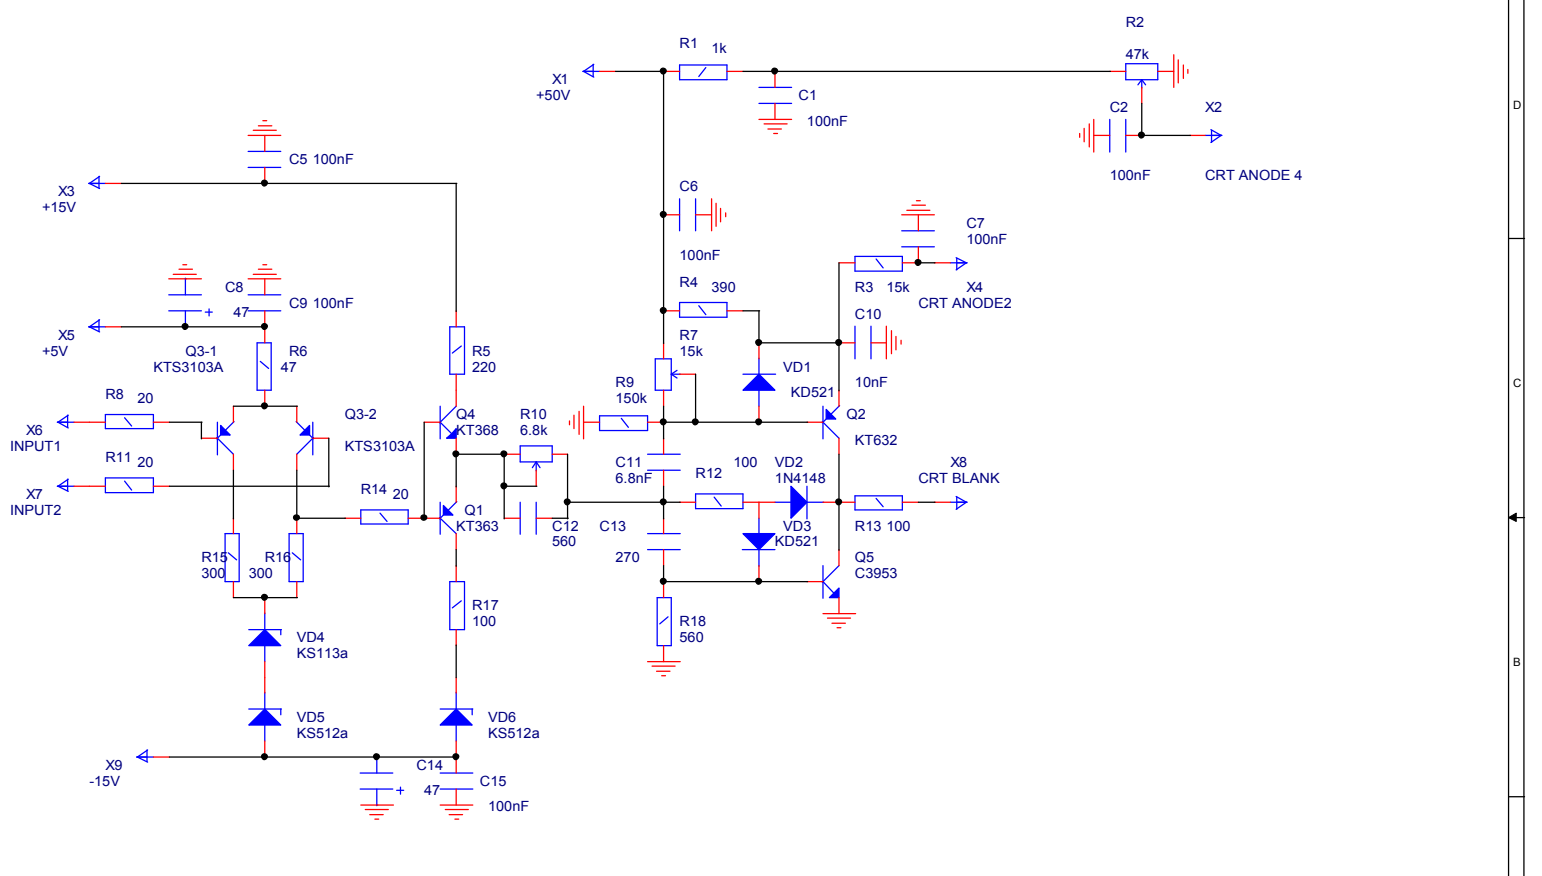 R2
R1 1k
47k
X1
+50V
C1
100nF
C2
X2
100nF
CRT ANODE 4
D
C5 100nF
X3
+15V
C6
100nF
C7
100nF
R4 390
R3 15k
X4
CRT ANODE2
C8
47
C9 100nF
+
X5
+5V
C10
10nF
R7
15k
Q3-1
KTS3103A
R6
47
R5
220
VD1
KD521
R9
150k
C
R8 20
Q3-2
KTS3103A
Q4
KT368
R10
6.8k
Q2
KT632
X6
INPUT1
R11 20
C11
6.8nF
R12
100
VD2
1N4148
X8
CRT BLANK
X7
INPUT2
R14 20
Q1
KT363
C12
560
C13
270
VD3
KD521
R13 100
R15
300
R16
300
Q5
C3953
R17
100
R18
560
VD4
KS113a
B
VD5
KS512a
VD6
KS512a
X9
-15V
C14
47
+
C15
100nF